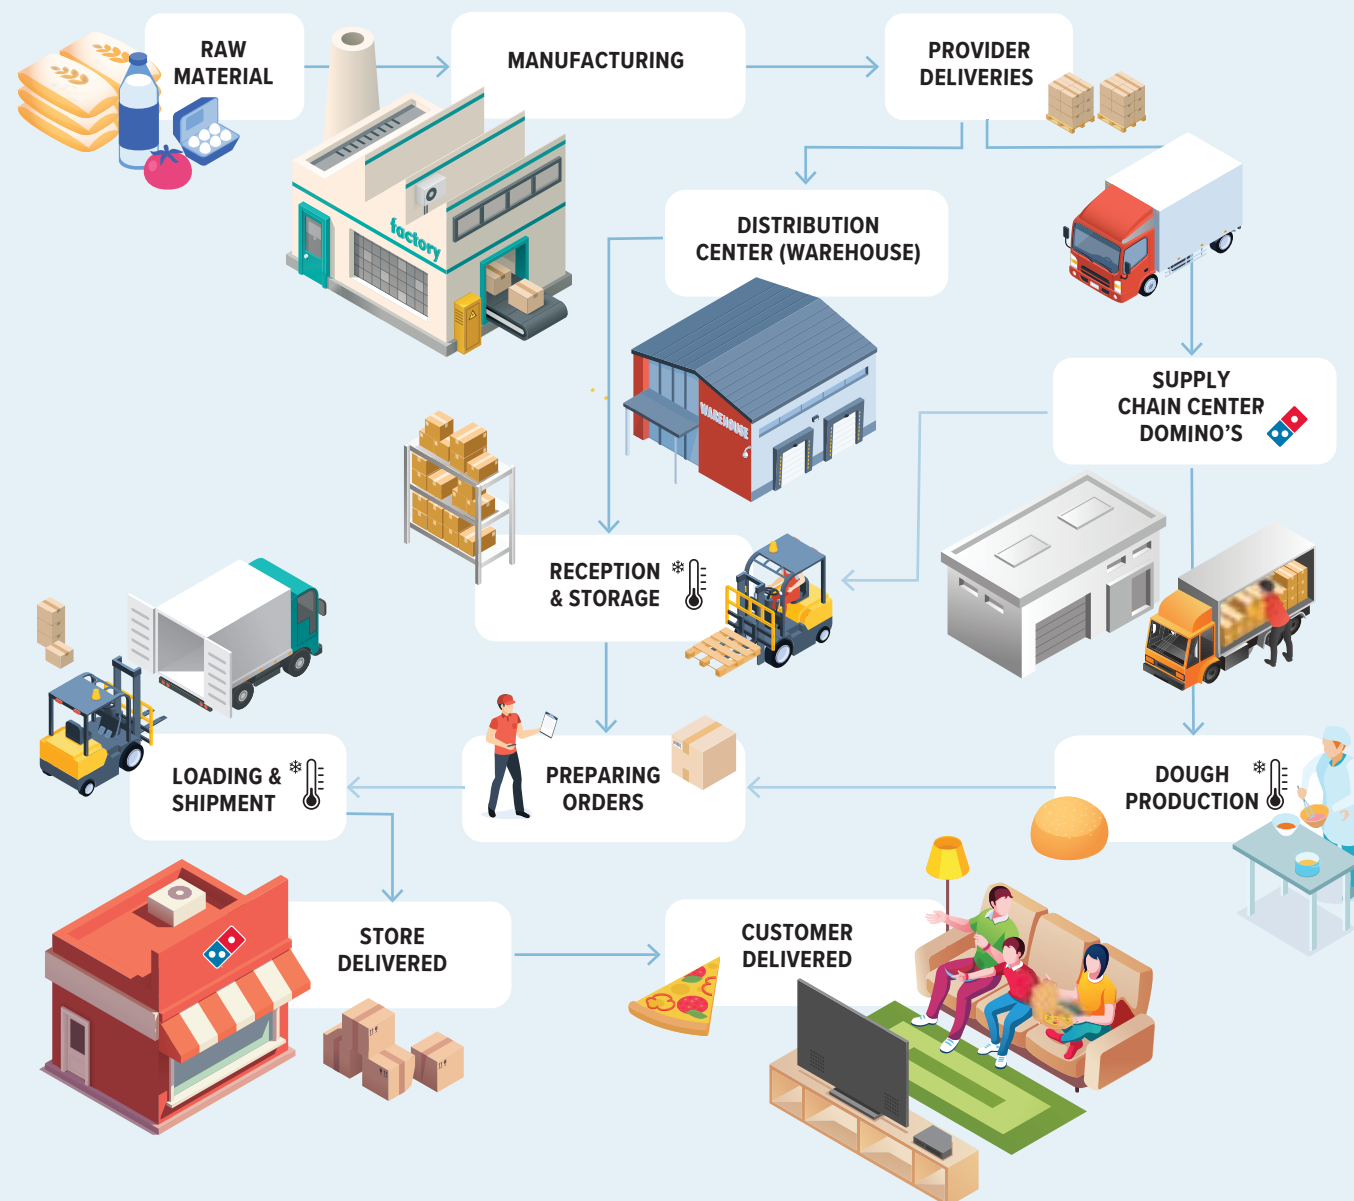 RAW
MATERIAL
MANUFACTURING
PROVIDER
DELIVERIES
factory
DISTRIBUTION
CENTER (WAREHOUSE)
WAREHOUSE
SUPPLY
CHAIN CENTER
DOMINO'S
RECEPTION
& STORAGE
LOADING &
SHIPMENT
PREPARING
ORDERS
DOUGH
PRODUCTION
STORE
DELIVERED
CUSTOMER
DELIVERED